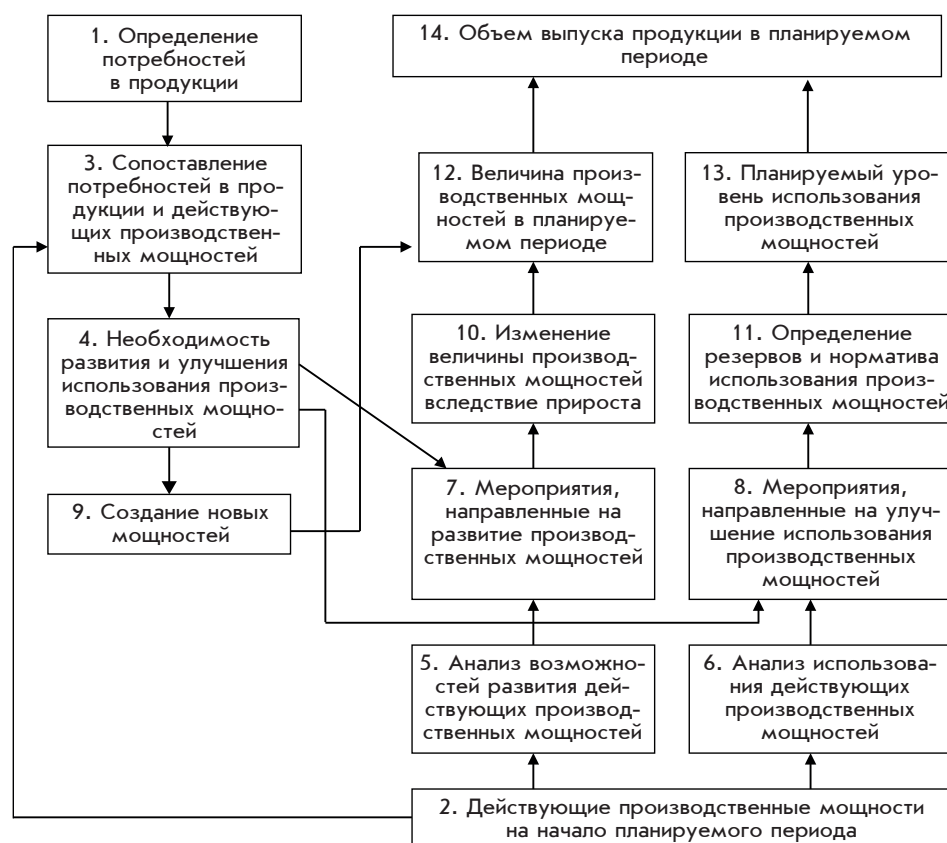 1. Определение
потребностей
в продукции
14. Объем выпуска продукции в планируемом
периоде
3. Сопоставление
потребностей в про-
дукции и действую-
щих производствен-
ных мощностей
12. Величина произ-
водственных мощ-
ностей в планируе-
мом периоде
13. Планируемый уро-
вень использования
производственных
мощностей
4. Необходимость
развития и улучшения
использования произ-
водственных мощно-
стей
10. Изменение
величины производ-
ственных мощностей
вследствие прироста
11. Определение
резервов и норматива
использования произ-
водственных мощностей
9. Создание новых
мощностей
7. Мероприятия,
направленные на
развитие производ-
ственных мощностей
8. Мероприятия,
направленные на улуч-
шение использования
производственных
мощностей
5. Анализ возможно-
стей развития дей-
ствующих производ-
ственных мощностей
6. Анализ использова-
ния действующих
производственных
мощностей
2. Действующие производственные мощности
на начало планируемого периода